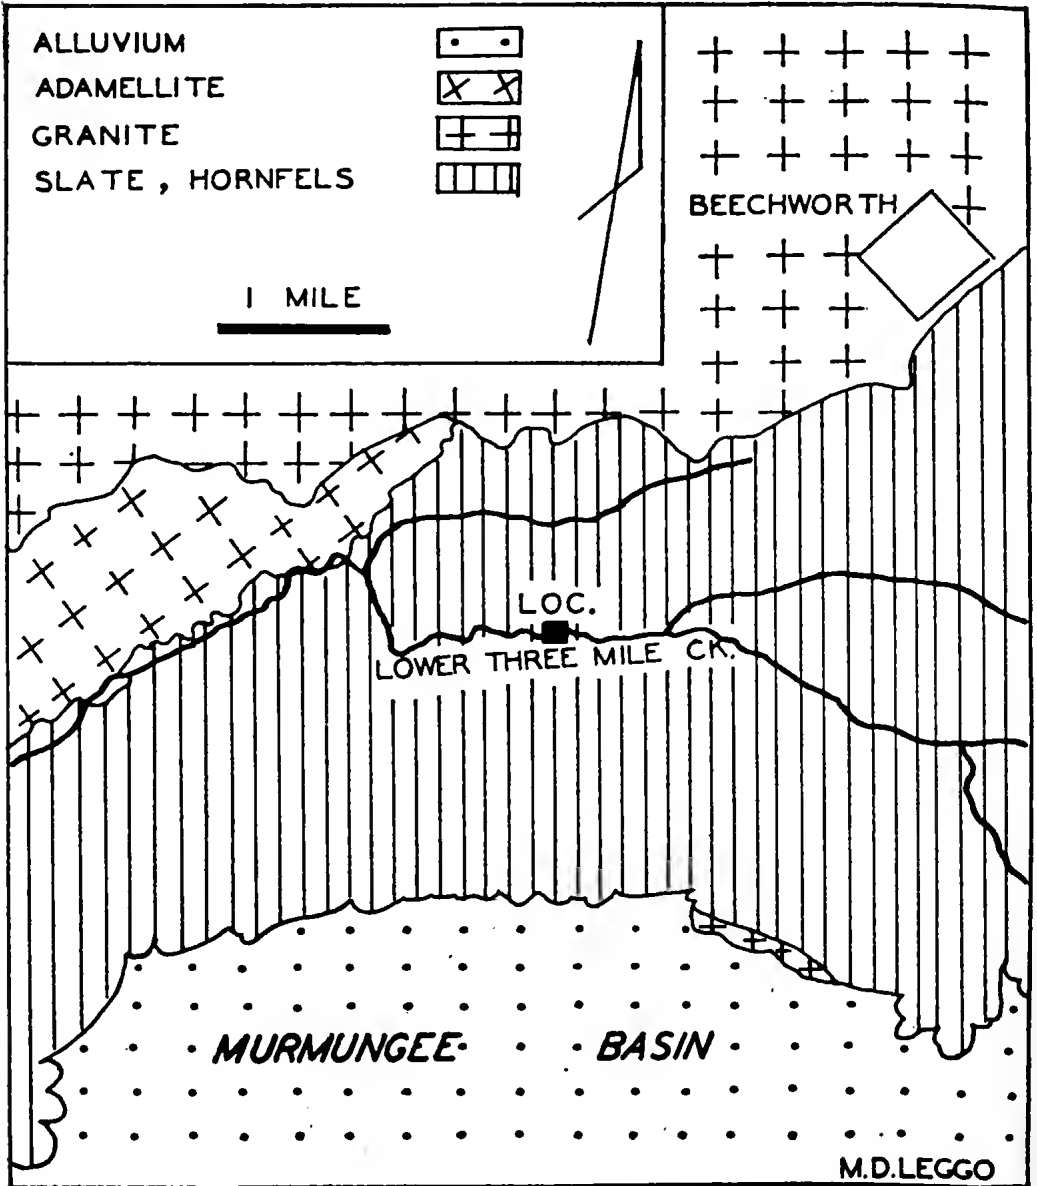 ALLUVIUM
ADAMELLITE
GRANITE
SLATE, HORNFELS
1 MILE
BEECHWORTH
LOC.
LOWER THREE MILE CK.
MURMUNGEE BASIN
M.D.LEGGO